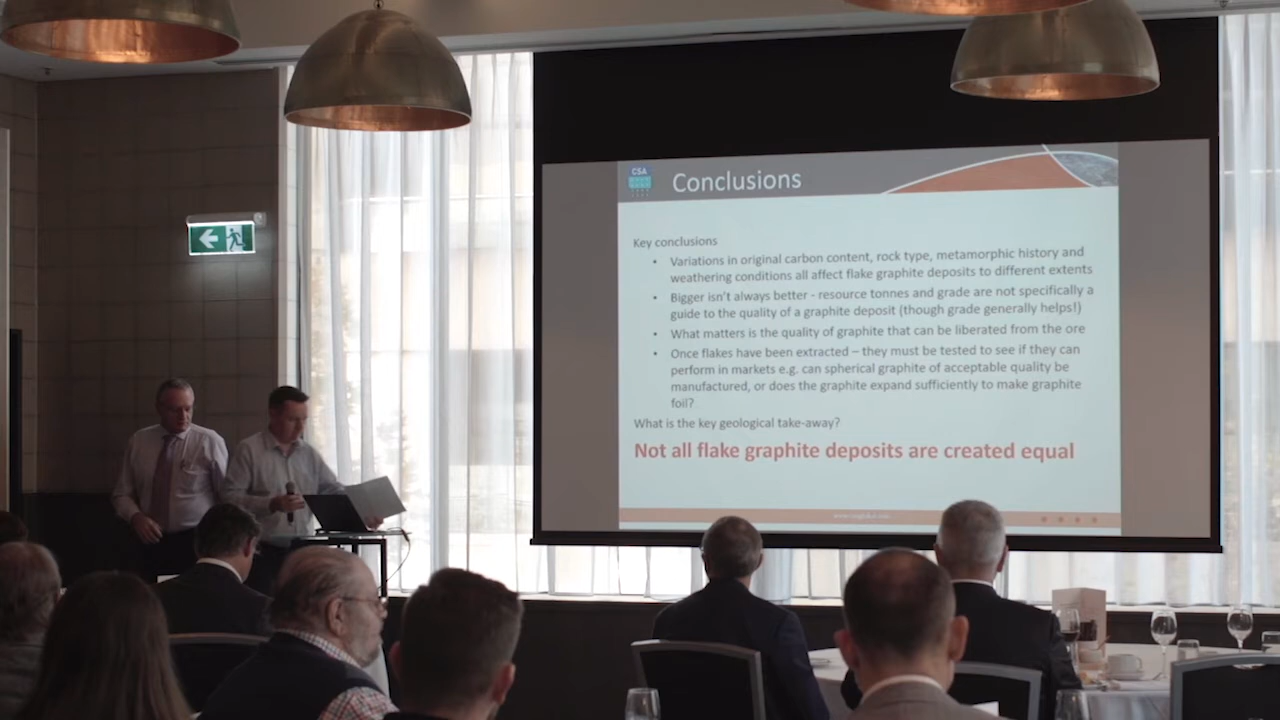 CSA
Conclusions
Key conclusions
• Variations in original carbon content, rock type, metamorphic history and
weathering conditions all affect flake graphite deposits to different extents
• Bigger isn't always better - resource tonnes and grade are not specifically a
guide to the quality of a graphite deposit (though grade generally helps!)
• What matters is the quality of graphite that can be liberated from the ore
• Once flakes have been extracted – they must be tested to see if they can
perform in markets e.g. can spherical graphite of acceptable quality be
manufactured, or does the graphite expand sufficiently to make graphite
foil?
What is the key geological take-away?
Not all flake graphite deposits are created equal